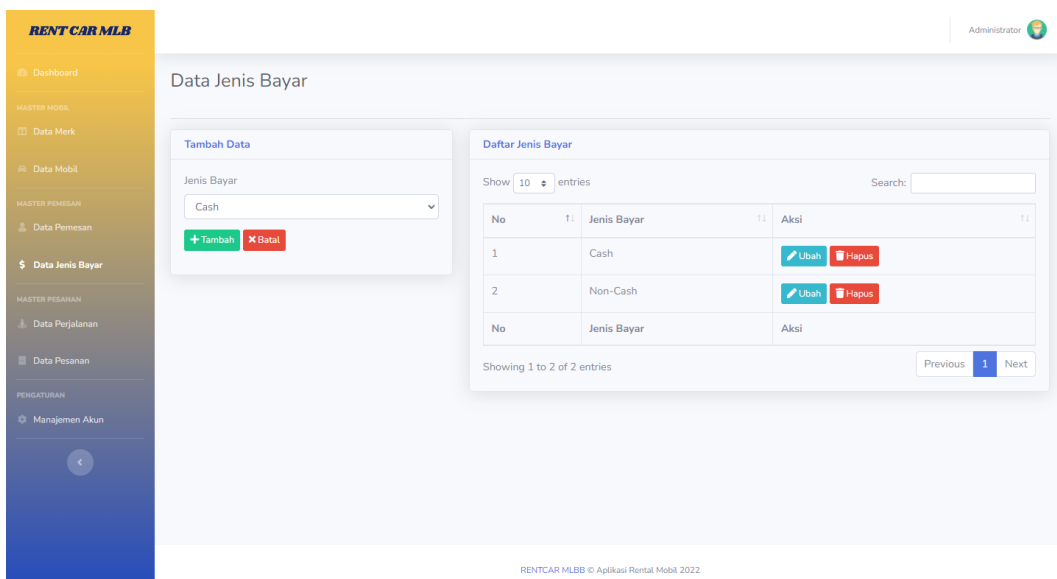 RENT CAR MLB
Administrator
Dashboard
MASTER MOBIL
Data Merk
Data Mobil
MASTER PEMESAN
Data Pemesan
$ Data Jenis Bayar
MASTER PESANAN
Data Perjalanan
Data Pesanan
PENGATURAN
Manajemen Akun
Data Jenis Bayar
Tambah Data
Jenis Bayar
Cash
Tambah Batal
Daftar Jenis Bayar
Show 10 entries Search:
No Jenis Bayar Aksi
1 Cash Ubah Hapus
2 Non-Cash Ubah Hapus
No Jenis Bayar Aksi
Showing 1 to 2 of 2 entries Previous 1 Next
RENTCAR MLBB © Aplikasi Rental Mobil 2022